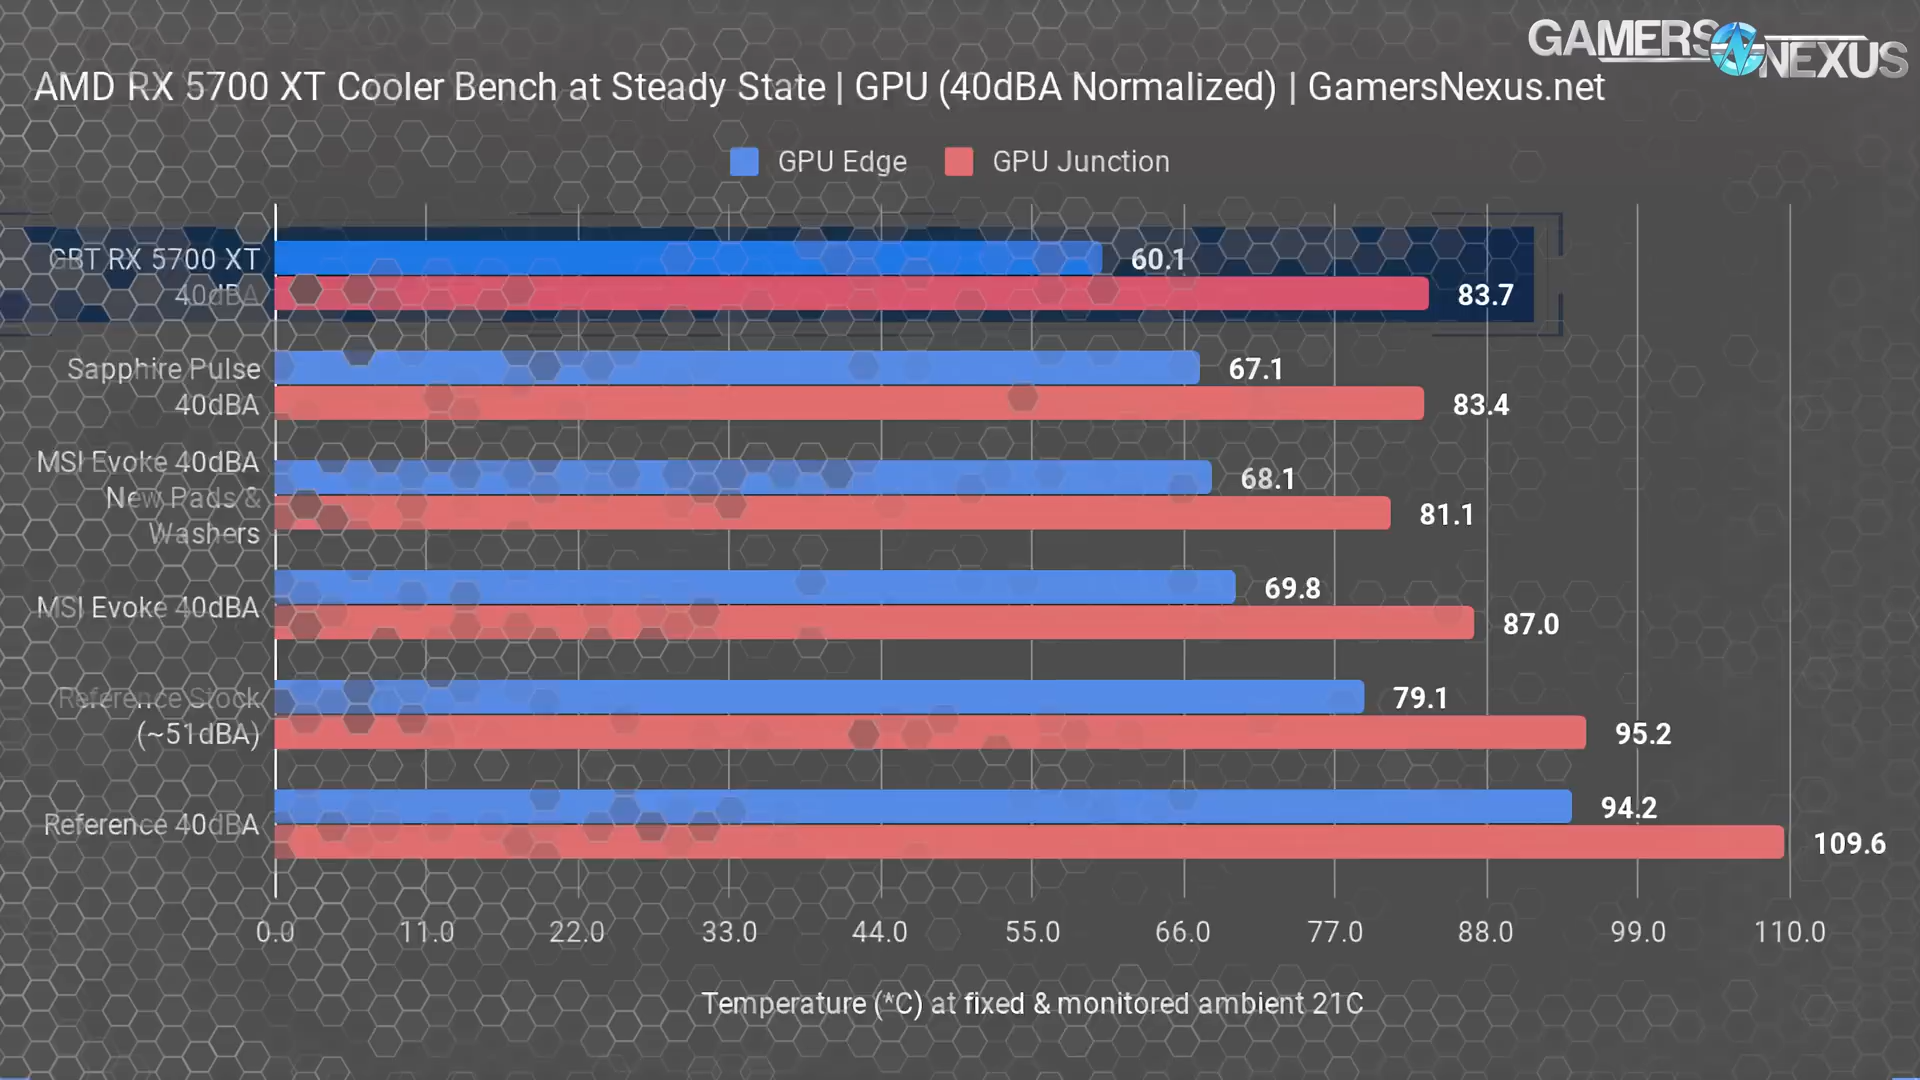 GAMERS NEXUS
AMD RX 5700 XT Cooler Bench at Steady State | GPU (40dBA Normalized) | GamersNexus.net
GPU Edge GPU Junction
GBT RX 5700 XT
40dBA
60.1
83.7
Sapphire Pulse
40dBA
67.1
83.4
MSI Evoke 40dBA
New Pads &
Washers
68.1
81.1
MSI Evoke 40dBA
69.8
87.0
Reference Stock
(~51dBA)
79.1
95.2
Reference 40dBA
94.2
109.6
0.0 11.0 22.0 33.0 44.0 55.0 66.0 77.0 88.0 99.0 110.0
Temperature (*C) at fixed & monitored ambient 21C